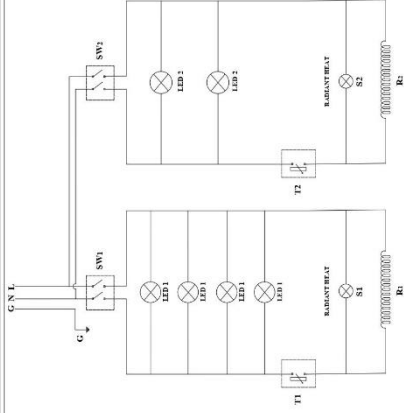 G N L
G
SW1
LED 1
LED 1
LED 1
LED 1
T1
RADIANT HEAT
S1
R1
SW2
LED 2
LED 2
T2
RADIANT HEAT
S2
R2